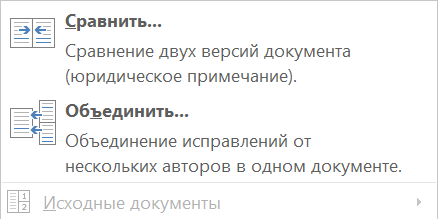 Сравнить...
Сравнение двух версий документа
(юридическое примечание).
Объединить...
Объединение исправлений от
нескольких авторов в одном документе.
Исходные документы